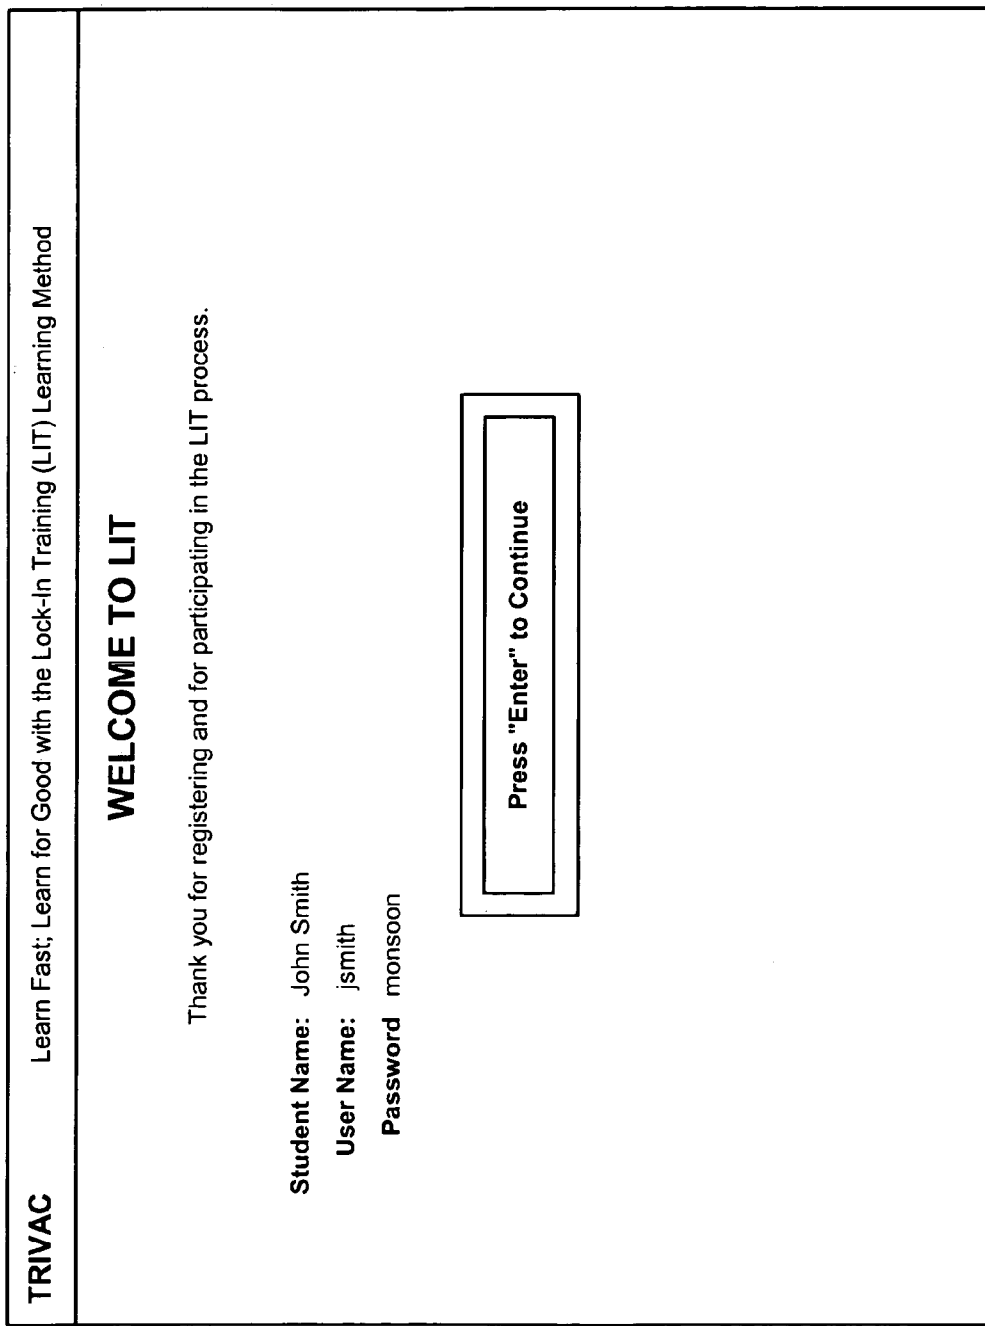 TRIVAC Learn Fast; Learn for Good with the Lock-In Training (LIT) Learning Method
WELCOME TO LIT
Thank you for registering and for participating in the LIT process.
Student Name: John Smith
User Name: jsmith
Password monsoon
Press "Enter" to Continue